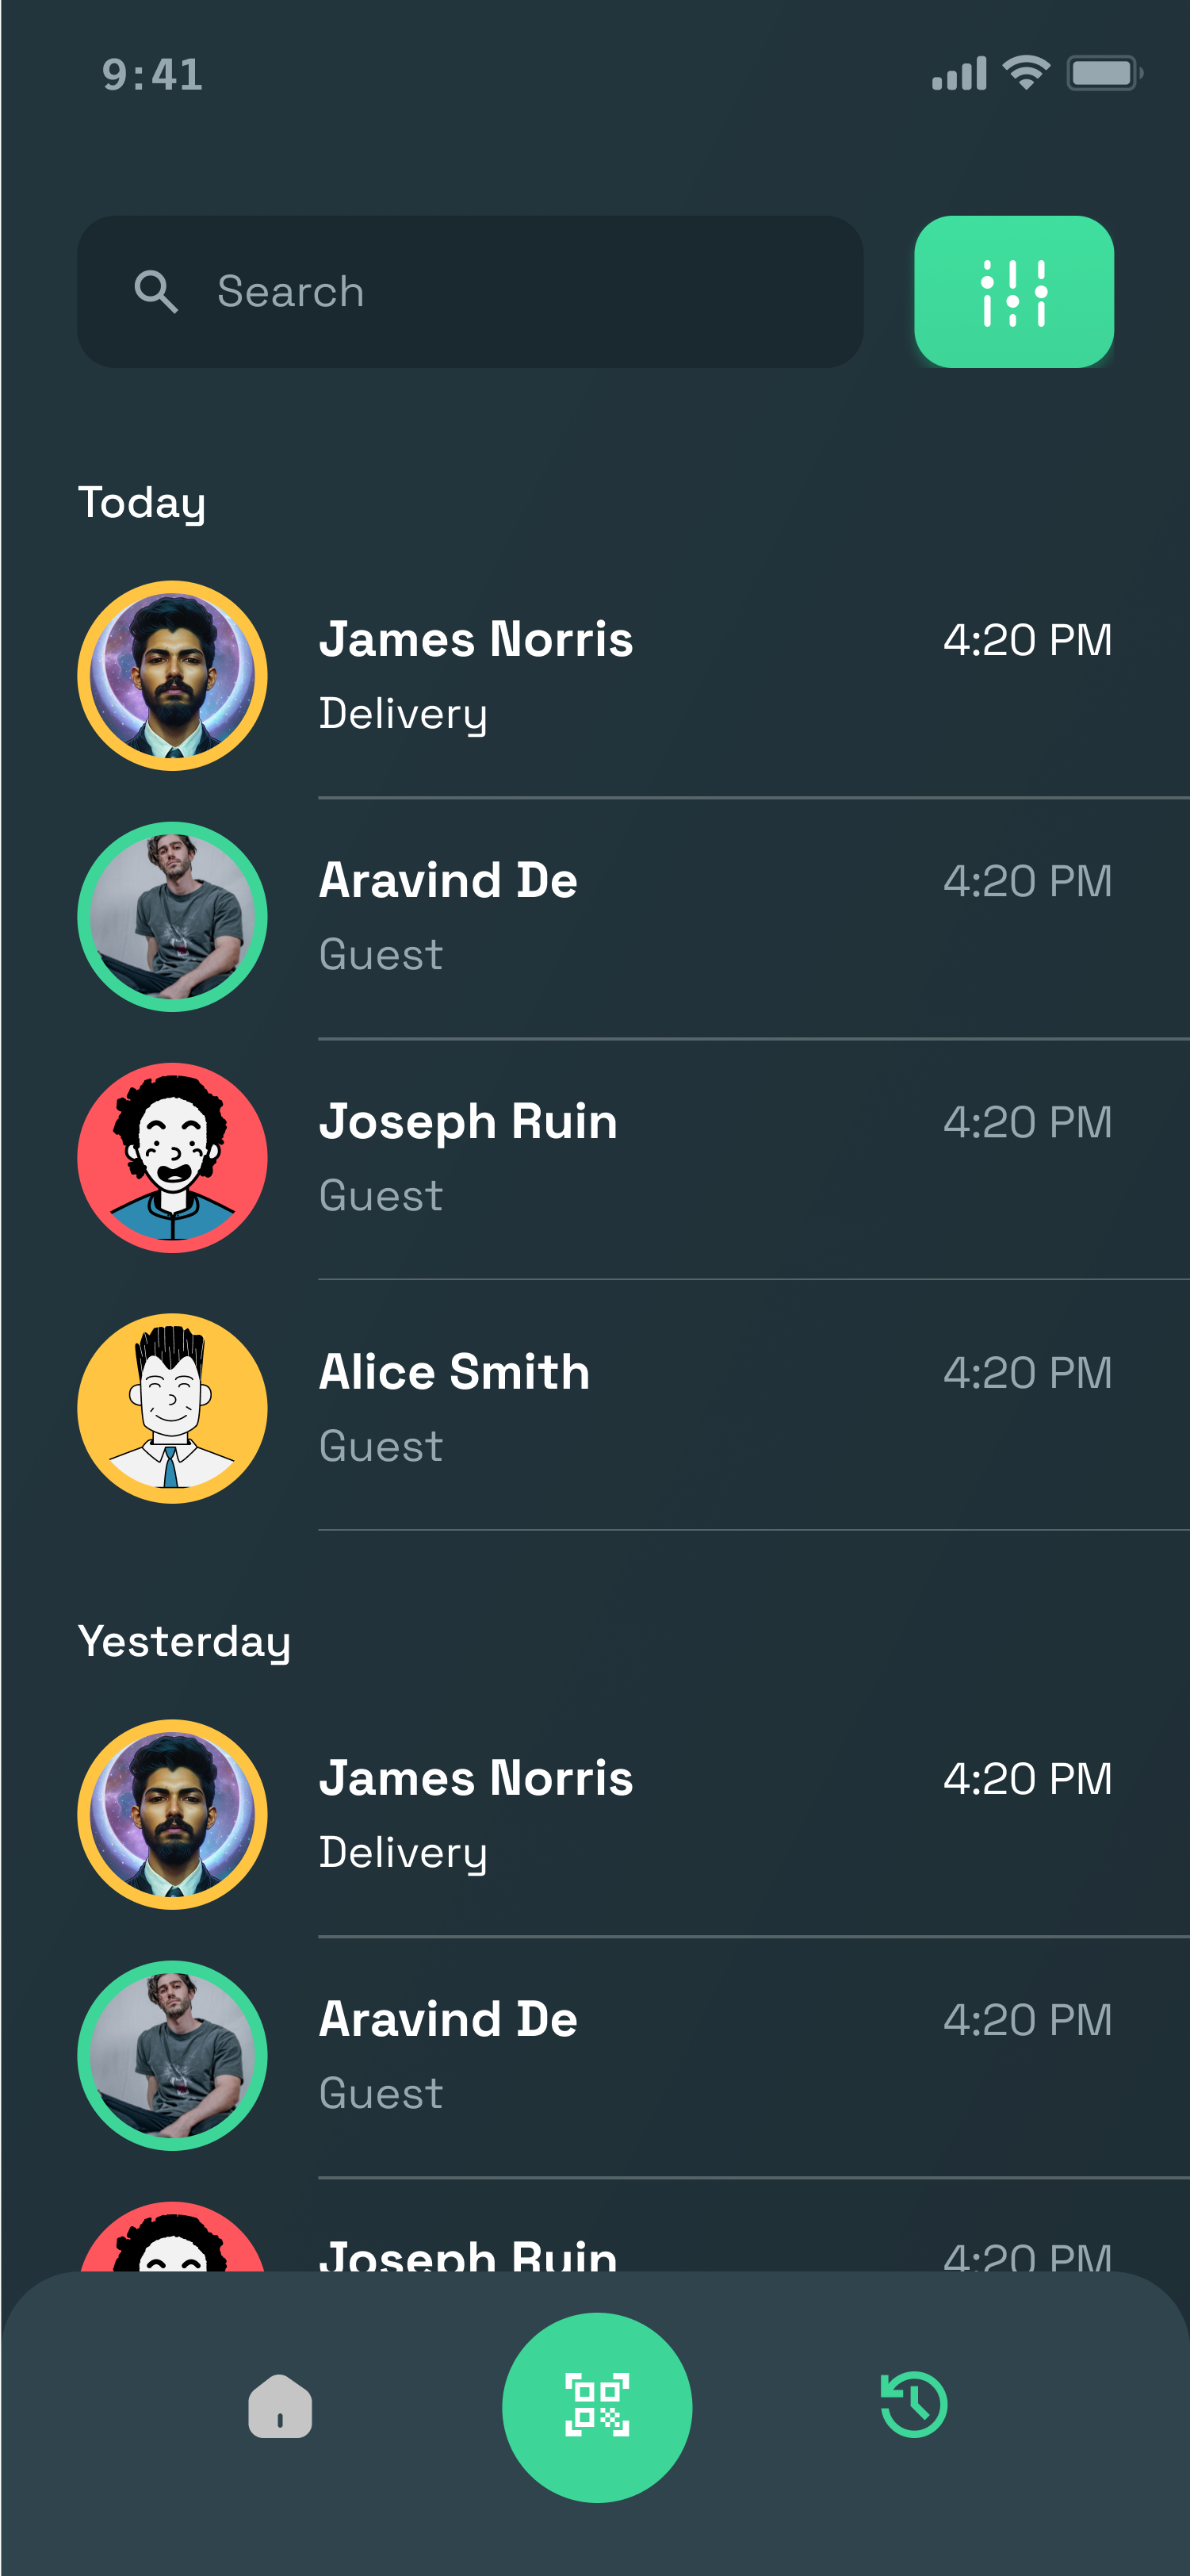 9:41
Search
Today
James Norris
4:20 PM
Delivery
Aravind De
4:20 PM
Guest
Joseph Ruin
4:20 PM
Guest
Alice Smith
4:20 PM
Guest
Yesterday
James Norris
4:20 PM
Delivery
Aravind De
4:20 PM
Guest
Joseph Ruin
4:20 PM